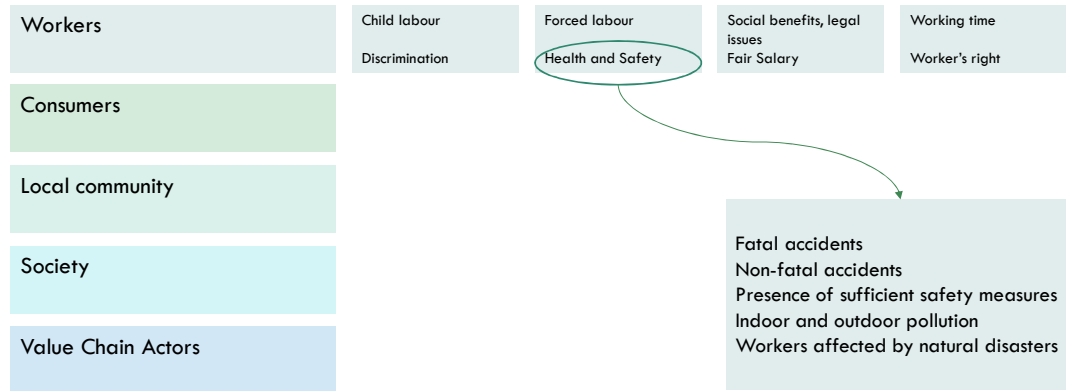 Workers
Child labour
Discrimination
Forced labour
Health and Safety
Social benefits, legal
issues
Fair Salary
Working time
Worker's right
Consumers
Local community
Society
Value Chain Actors
Fatal accidents
Non-fatal accidents
Presence of sufficient safety measures
Indoor and outdoor pollution
Workers affected by natural disasters